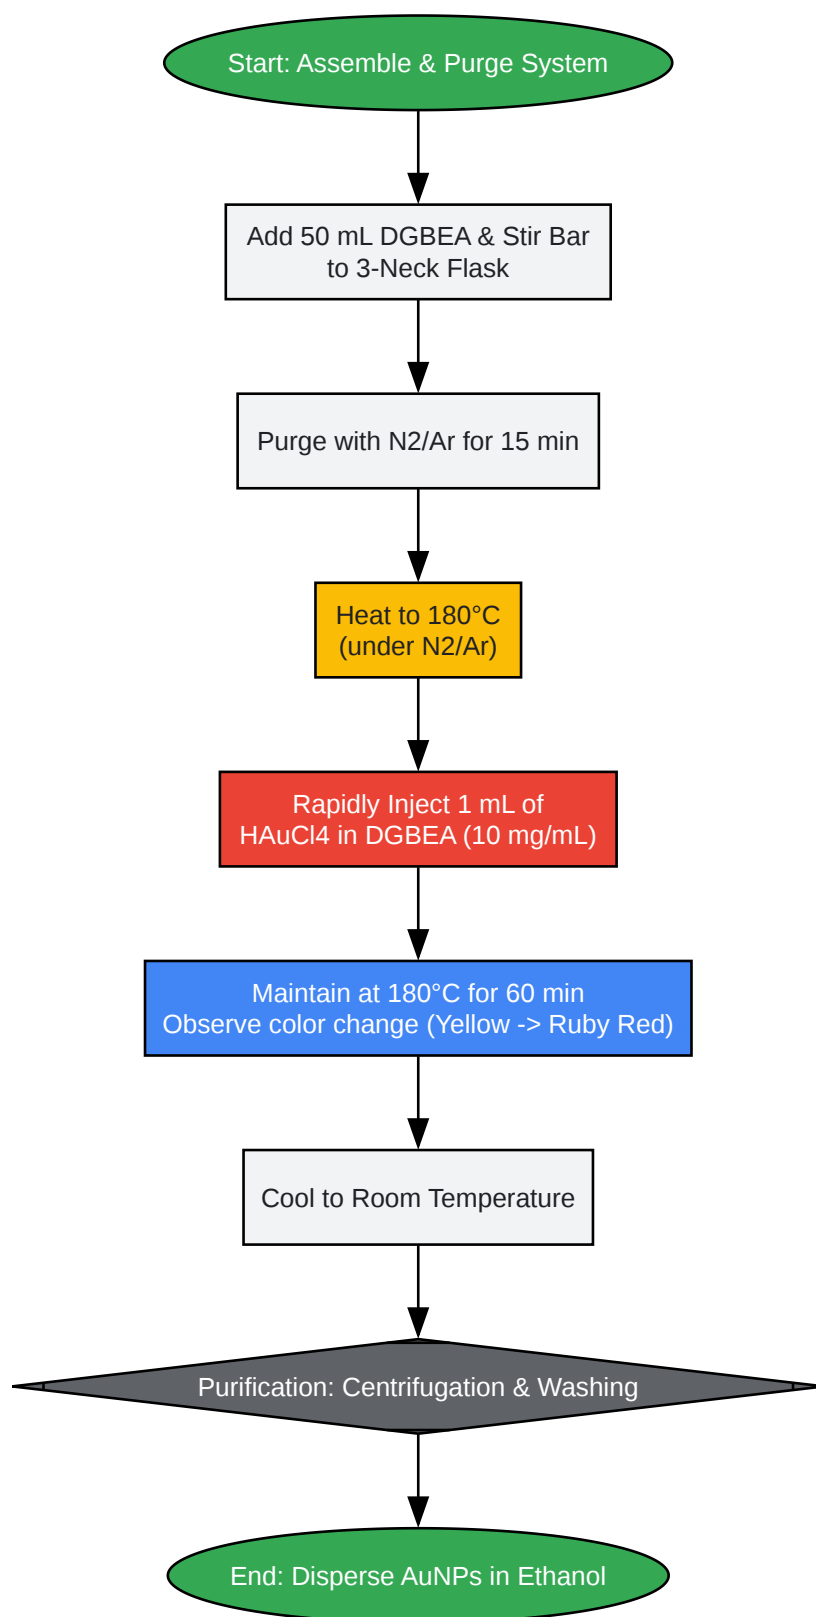 Start: Assemble & Purge System
Add 50 mL DGBEA & Stir Bar
to 3-Neck Flask
Purge with N2/Ar for 15 min
Heat to 180°C
(under N2/Ar)
Rapidly Inject 1 mL of
HAuCl4 in DGBEA (10 mg/mL)
Maintain at 180°C for 60 min
Observe color change (Yellow -> Ruby Red)
Cool to Room Temperature
Purification: Centrifugation & Washing
End: Disperse AuNPs in Ethanol